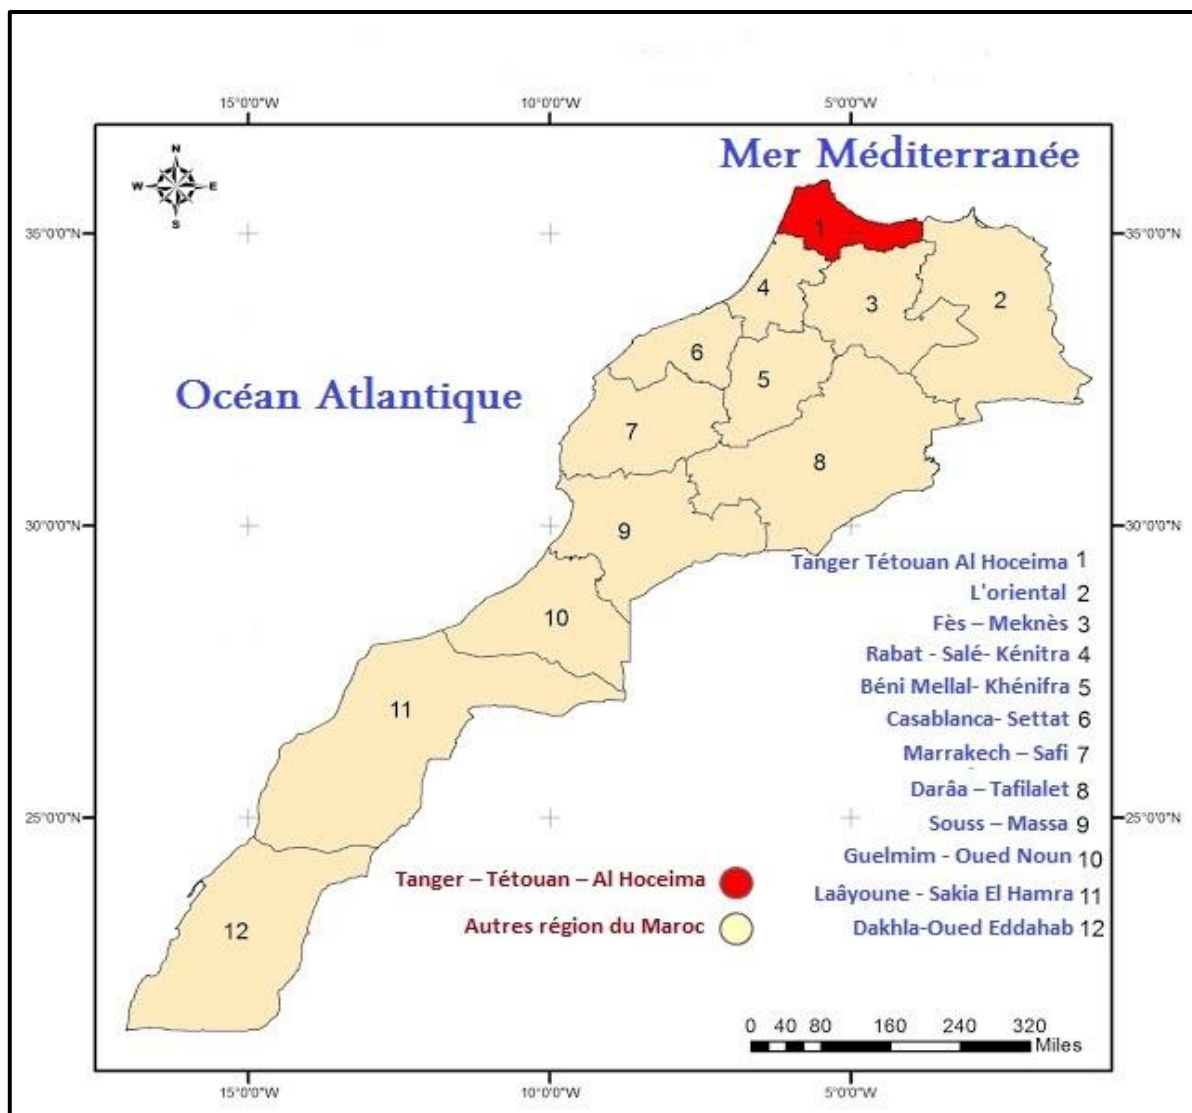 15°0'0"W 10°0'0"W 5°0'0"W
Mer Méditerranée
N
W E
S
35°0'0"N 35°0'0"N
1
2
3
4
5
6
7
8
9
10
11
12
Océan Atlantique
30°0'0"N 30°0'0"N
25°0'0"N 25°0'0"N
Tanger Tétouan Al Hoceima 1
L'oriental 2
Fès – Meknès 3
Rabat - Salé- Kénitra 4
Béni Mellal- Khénifra 5
Casablanca- Settat 6
Marrakech – Safi 7
Darâa – Tafilalet 8
Souss – Massa 9
Guelmim - Oued Noun 10
Laâyoune - Sakia El Hamra 11
Dakhla-Oued Eddahab 12
Tanger – Tétouan – Al Hoceima
Autres région du Maroc
0 40 80 160 240 320
Miles
15°0'0"W 10°0'0"W 5°0'0"W